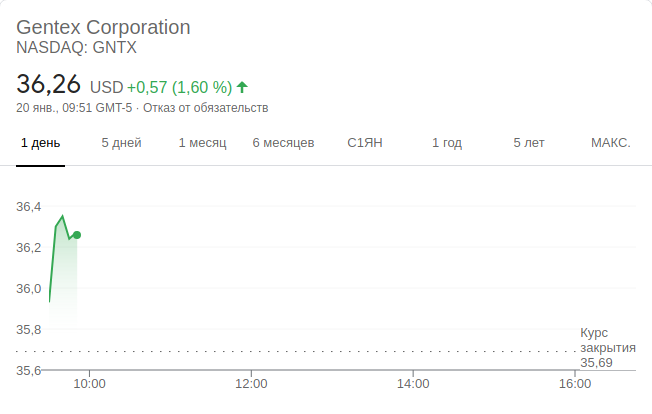 Gentex Corporation
NASDAQ: GNTX
36,26 USD +0,57 (1,60 %)
20 янв., 09:51 GMT-5 · Отказ от обязательств
1 день 5 дней 1 месяц 6 месяцев С1ЯН 1 год 5 лет МАКС.
36,4
36,2
36,0
35,8
35,6
Курс
закрытия
35,69
10:00 12:00 14:00 16:00